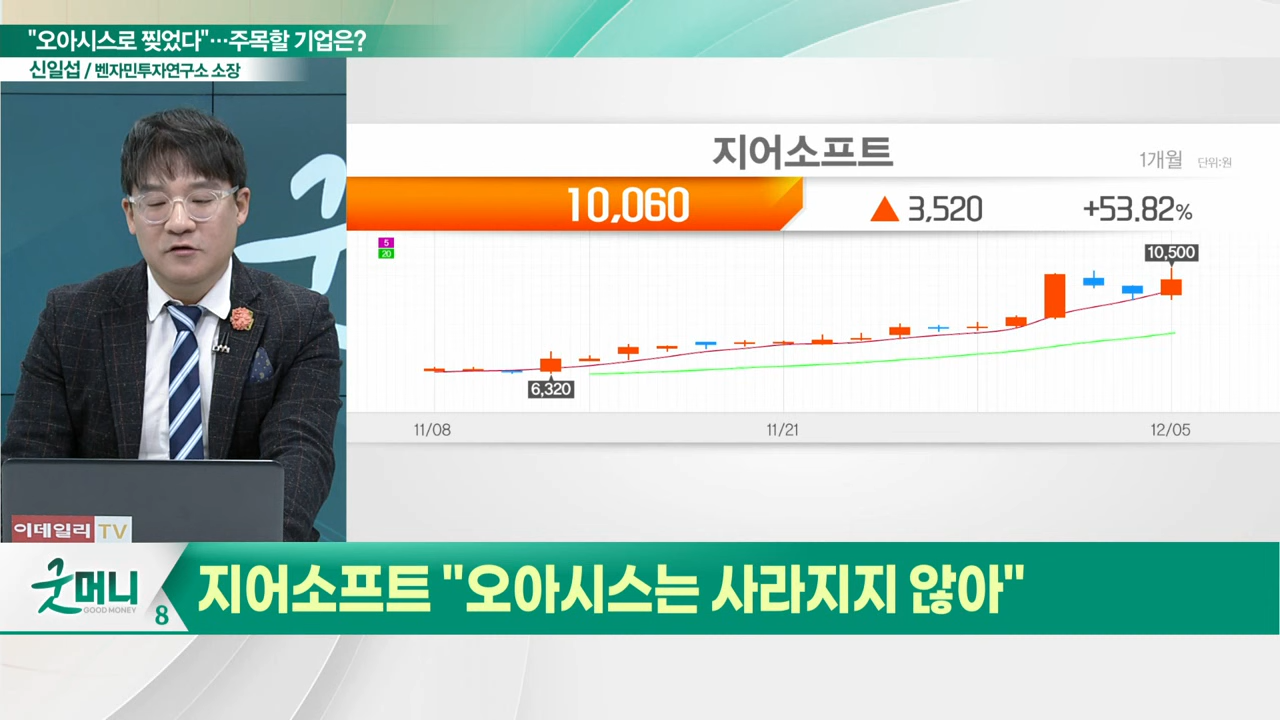 "오아시스로 찢었다"…주목할 기업은?
신일섭 / 벤자민투자연구소 소장
지어소프트
1개월 단위:원
10,060 ▲ 3,520 +53.82%
5
20
10,500
6,320
11/08 11/21 12/05
이데일리 TV
굿머니
GOOD MONEY
8
지어소프트 "오아시스는 사라지지 않아"